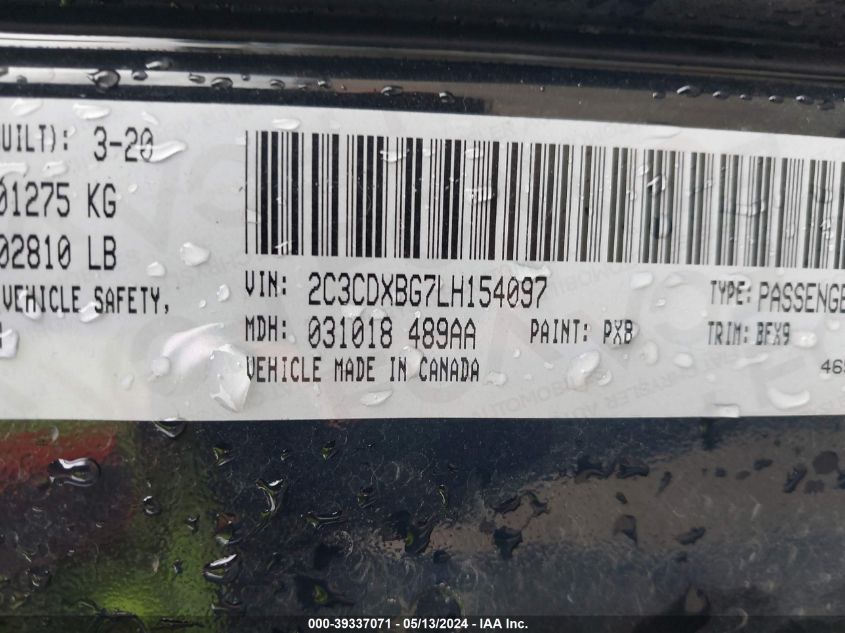 UILT): 3-20
01275 KG
02810 LB
VEHICLE SAFETY,
VIN: 2C3CDXBG7LH154097 TYPE: PASSENGE
MDH: 031018 489AA PAINT: PXB TRIM: BFX9
VEHICLE MADE IN CANADA
000-39337071 - 05/13/2024 - IAA Inc.